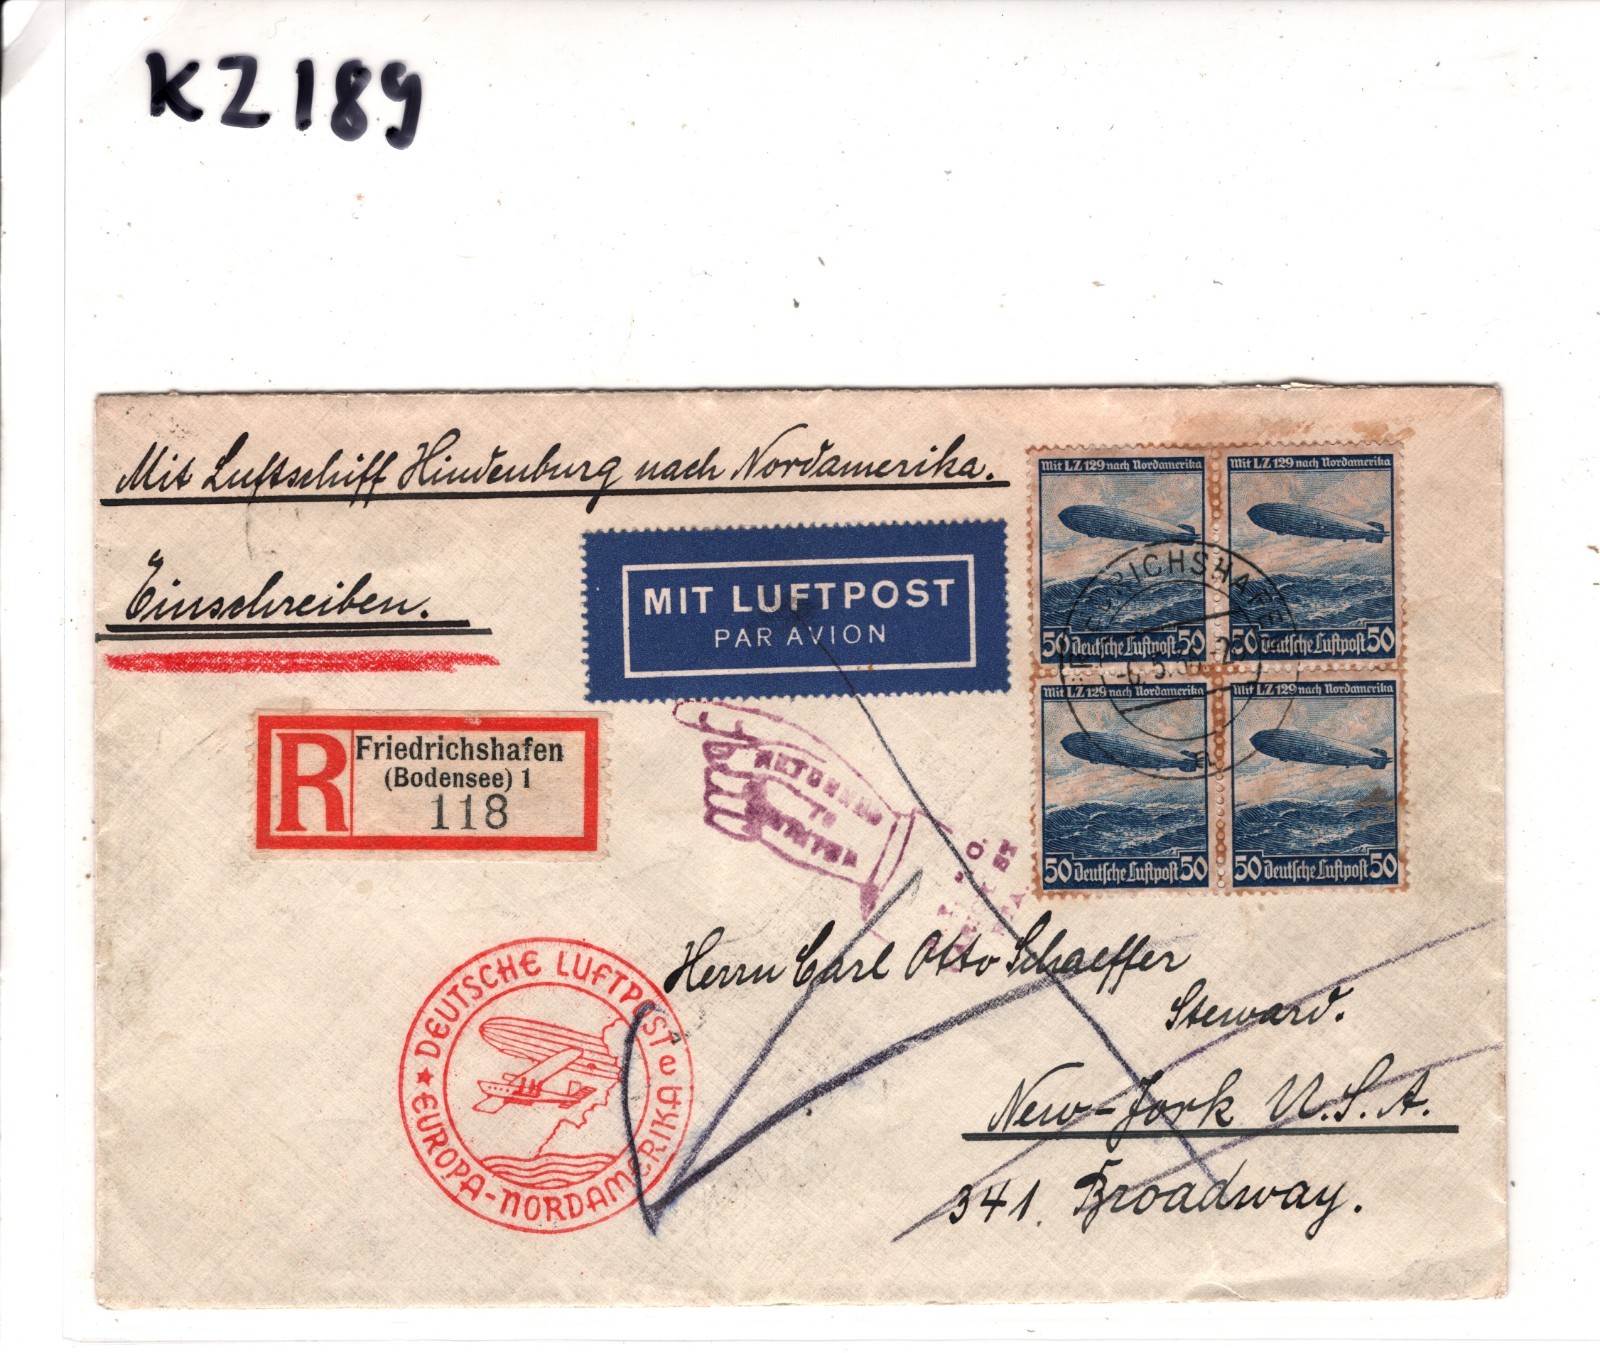 KZ189
Mit Luftschiff Hindenburg nach Nordamerika.
Einschreiben.
MIT LUFTPOST
PAR AVION
R Friedrichshafen
(Bodensee) 1
118
Mit LZ 129 nach Nordamerika
50 Deutsche Luftpost 50
Mit LZ 129 nach Nordamerika
50 Deutsche Luftpost 50
Mit LZ 129 nach Nordamerika
50 Deutsche Luftpost 50
Mit LZ 129 nach Nordamerika
50 Deutsche Luftpost 50
RETURNED
TO
WRITER
DEUTSCHE LUFTPOST e
EUROPA-NORDAMERIKA
Herrn Carl Otto Schaeffer
Steward.
New-York U.S.A.
341. Broadway.